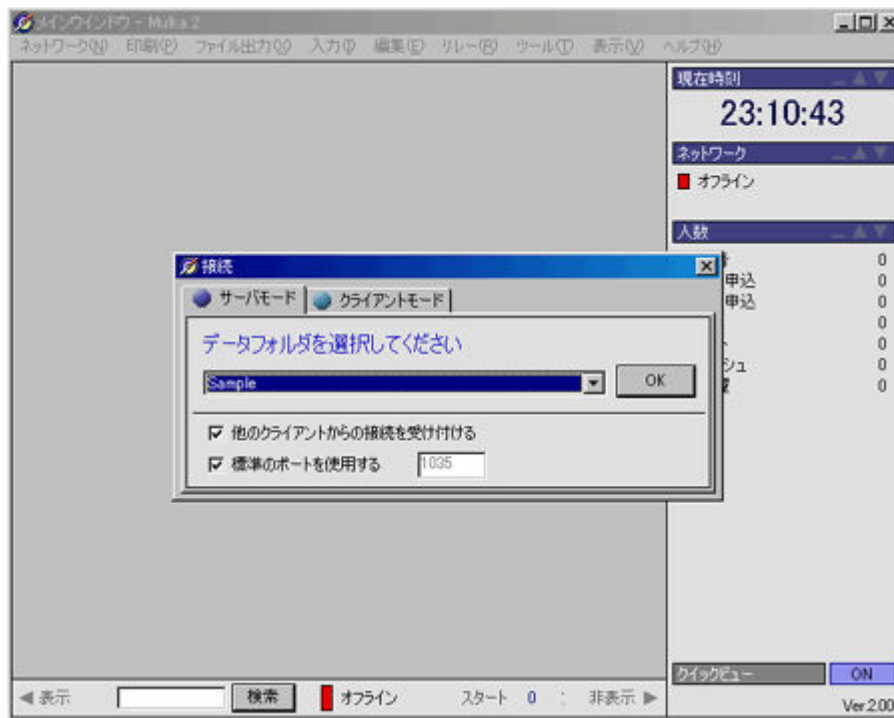 メインウィンドウ - Mulka 2
ネットワーク(N) 印刷(P) ファイル出力(X) 入力(I) 編集(E) リレー(R) ツール(T) 表示(V) ヘルプ(H)
現在時刻
23:10:43
ネットワーク
オフライン
人数
0
申込 0
申込 0
0
0
シュ 0
0
接続
サーバモード クライアントモード
データフォルダを選択してください
Sample OK
他のクライアントからの接続を受け付ける
標準のポートを使用する 1035
クイックビュー ON
表示 検索 オフライン スタート 0 : 非表示
Ver2.00